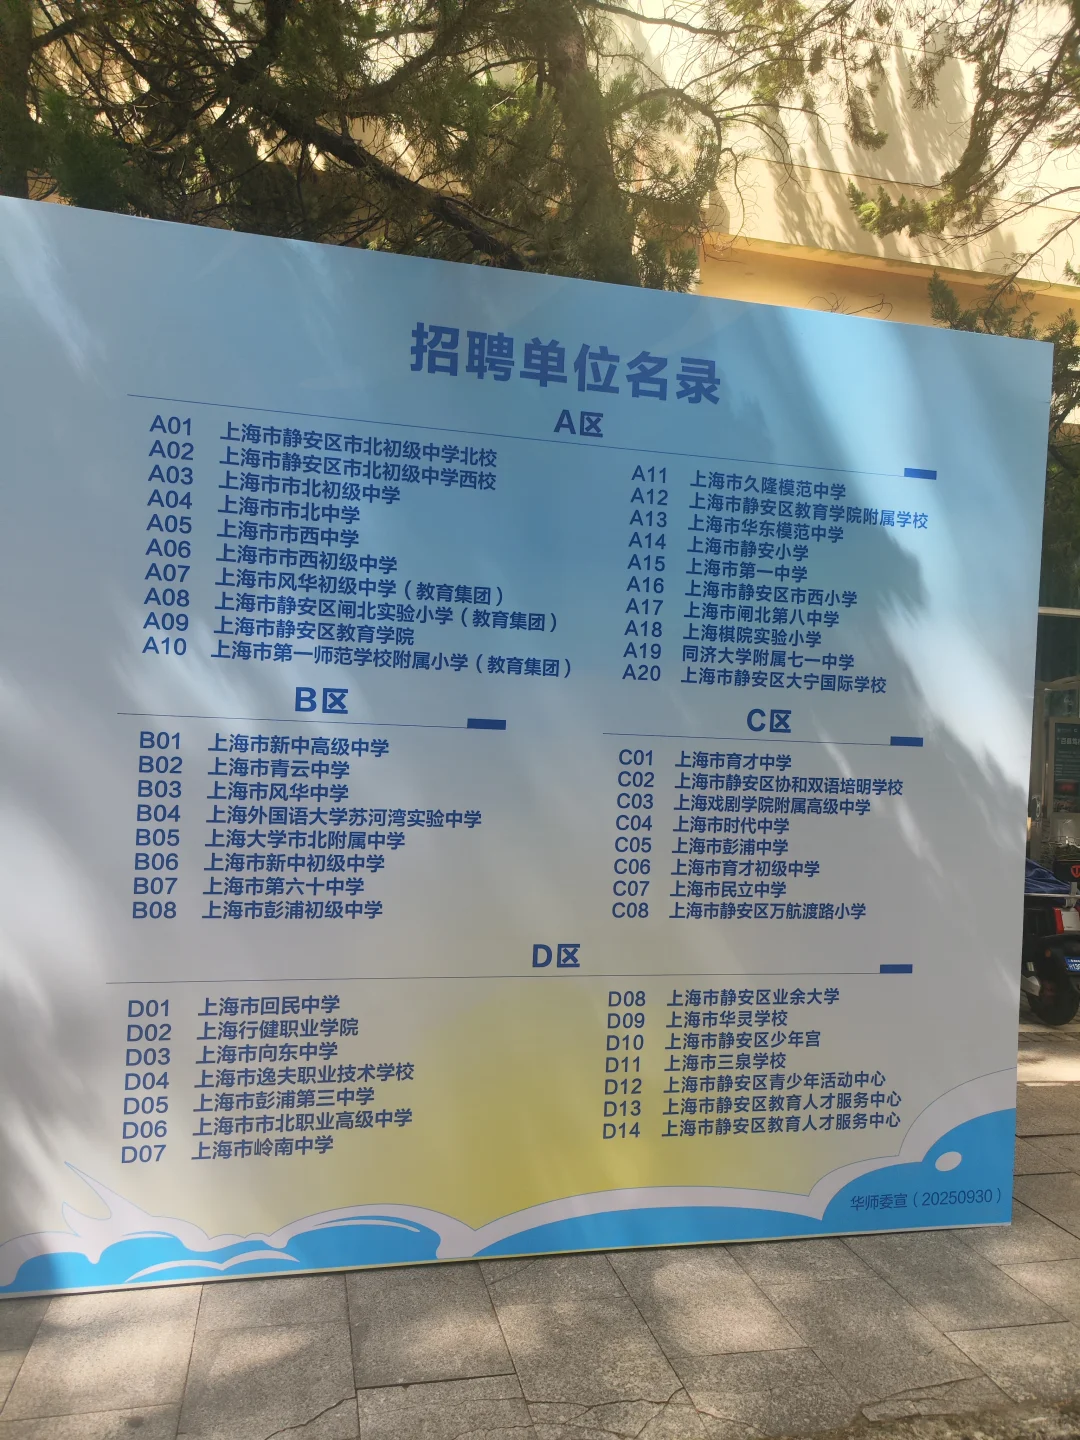 招聘单位名录
A区
A01 上海市静安区市北初级中学北校
A02 上海市静安区市北初级中学西校
A03 上海市市北初级中学
A04 上海市市北中学
A05 上海市市西中学
A06 上海市市西初级中学
A07 上海市风华初级中学（教育集团）
A08 上海市静安区闸北实验小学（教育集团）
A09 上海市静安区教育学院
A10 上海市第一师范学校附属小学（教育集团）
A11 上海市久隆模范中学
A12 上海市静安区教育学院附属学校
A13 上海市华东模范中学
A14 上海市静安小学
A15 上海市第一中学
A16 上海市静安区市西小学
A17 上海市闸北第八中学
A18 上海棋院实验小学
A19 同济大学附属七一中学
A20 上海市静安区大宁国际学校
B区
B01 上海市新中高级中学
B02 上海市青云中学
B03 上海市风华中学
B04 上海外国语大学苏河湾实验中学
B05 上海大学市北附属中学
B06 上海市新中初级中学
B07 上海市第六十中学
B08 上海市彭浦初级中学
C区
C01 上海市育才中学
C02 上海市静安区协和双语培明学校
C03 上海戏剧学院附属高级中学
C04 上海市时代中学
C05 上海市彭浦中学
C06 上海市育才初级中学
C07 上海市民立中学
C08 上海市静安区万航渡路小学
D区
D01 上海市回民中学
D02 上海行健职业学院
D03 上海市向东中学
D04 上海市逸夫职业技术学校
D05 上海市彭浦第三中学
D06 上海市市北职业高级中学
D07 上海市岭南中学
D08 上海市静安区业余大学
D09 上海市华灵学校
D10 上海市静安区少年宫
D11 上海市三泉学校
D12 上海市静安区青少年活动中心
D13 上海市静安区教育人才服务中心
D14 上海市静安区教育人才服务中心
华师委宣（20250930）